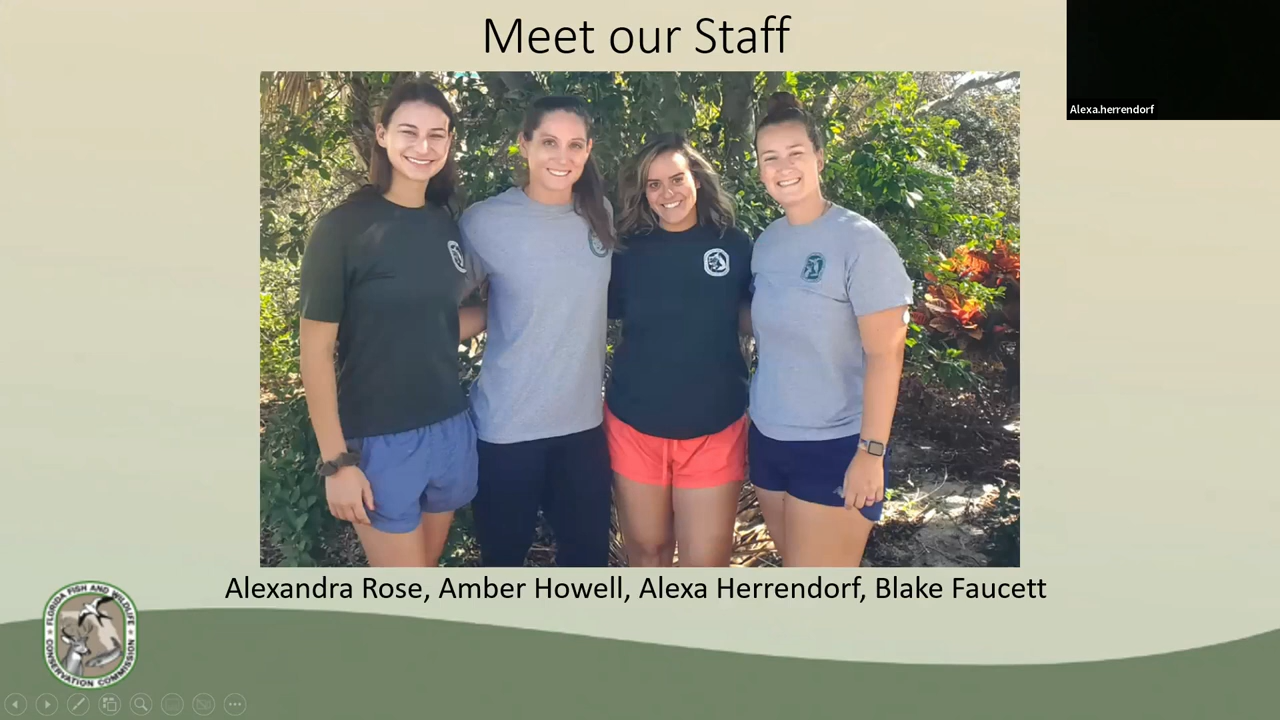 Meet our Staff
Alexa.herrendorf
Alexandra Rose, Amber Howell, Alexa Herrendorf, Blake Faucett
FLORIDA FISH AND WILDLIFE
CONSERVATION COMMISSION